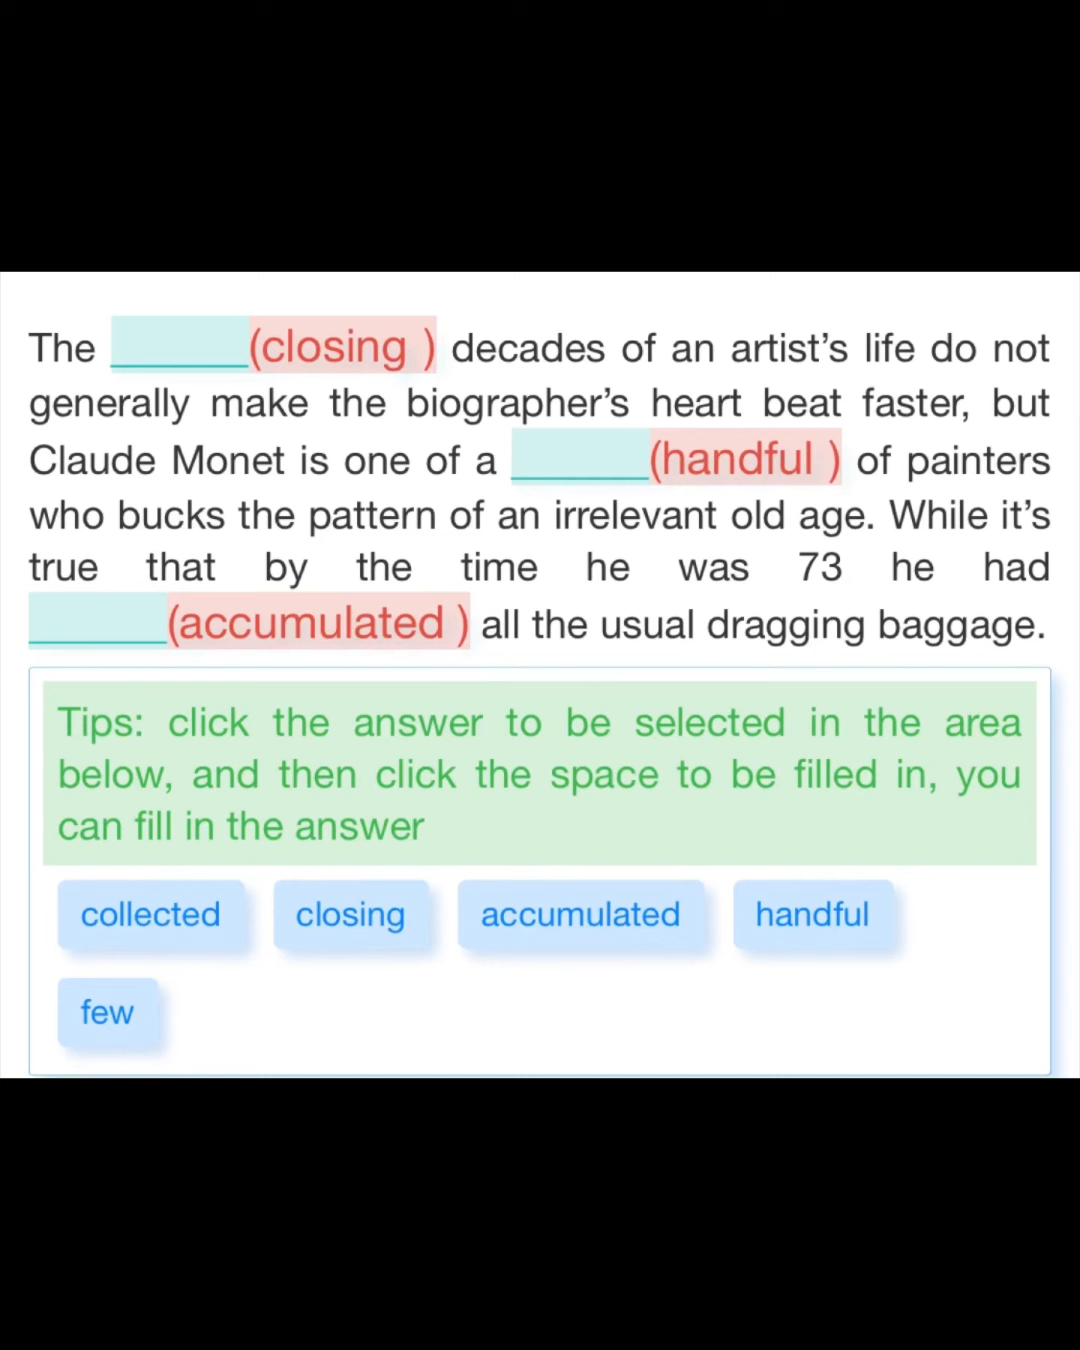 The ______(closing ) decades of an artist’s life do not
generally make the biographer’s heart beat faster, but
Claude Monet is one of a ______(handful ) of painters
who bucks the pattern of an irrelevant old age. While it’s
true that by the time he was 73 he had
______(accumulated ) all the usual dragging baggage.
Tips: click the answer to be selected in the area
below, and then click the space to be filled in, you
can fill in the answer
collected closing accumulated handful
few